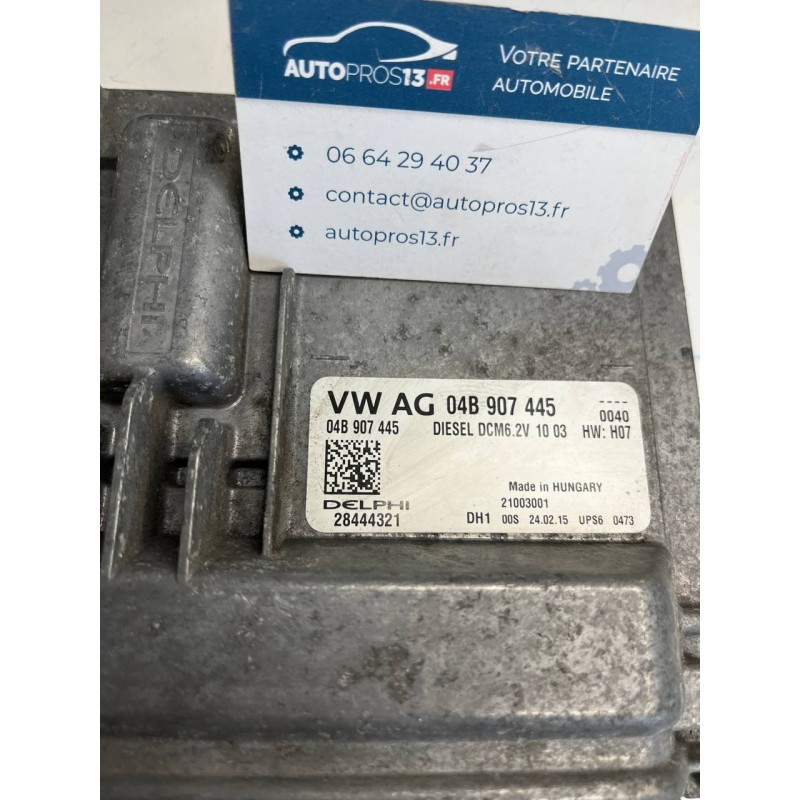 AUTOPROS13.FR
VOTRE PARTENAIRE
AUTOMOBILE
06 64 29 40 37
contact@autopros13.fr
autopros13.fr
DELPHI
VW AG 04B 907 445 ----
0040
04B 907 445 DIESEL DCM6.2V 10 03 HW: H07
Made in HUNGARY
DELPHI 21003001
28444321 DH1 00S 24.02.15 UPS6 0473